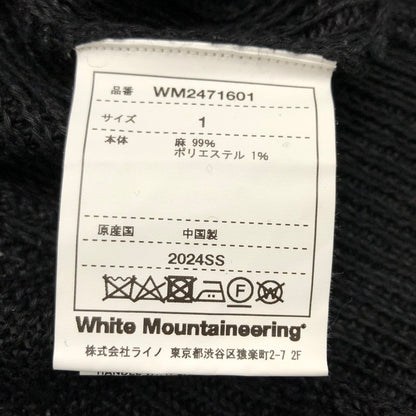 品番 WM2471601
サイズ 1
本体 麻 99%
ポリエステル 1%
原産国 中国製
2024SS
F W
White Mountaineering®
株式会社ライノ 東京都渋谷区猿楽町2-7 2F